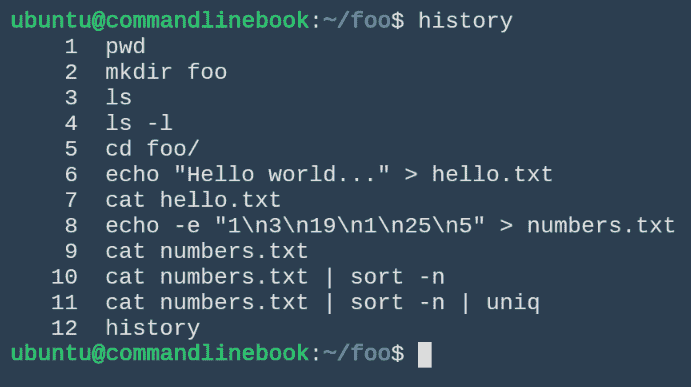 ubuntu@commandlinebook:~/foo$ history
1 pwd
2 mkdir foo
3 ls
4 ls -l
5 cd foo/
6 echo "Hello world..." > hello.txt
7 cat hello.txt
8 echo -e "1\n3\n19\n1\n25\n5" > numbers.txt
9 cat numbers.txt
10 cat numbers.txt | sort -n
11 cat numbers.txt | sort -n | uniq
12 history
ubuntu@commandlinebook:~/foo$